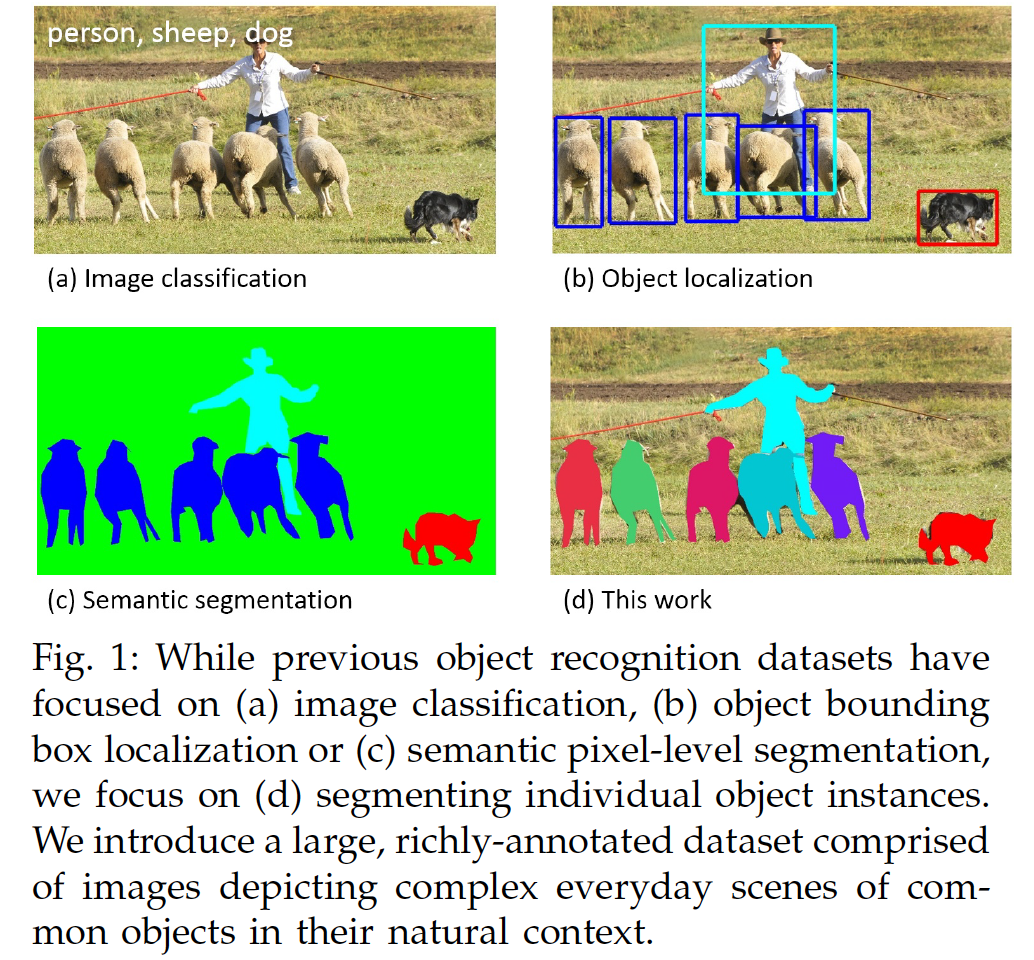 person, sheep, dog
(a) Image classification
(b) Object localization
(c) Semantic segmentation
(d) This work
Fig. 1: While previous object recognition datasets have
focused on (a) image classification, (b) object bounding
box localization or (c) semantic pixel-level segmentation,
we focus on (d) segmenting individual object instances.
We introduce a large, richly-annotated dataset comprised
of images depicting complex everyday scenes of com-
mon objects in their natural context.